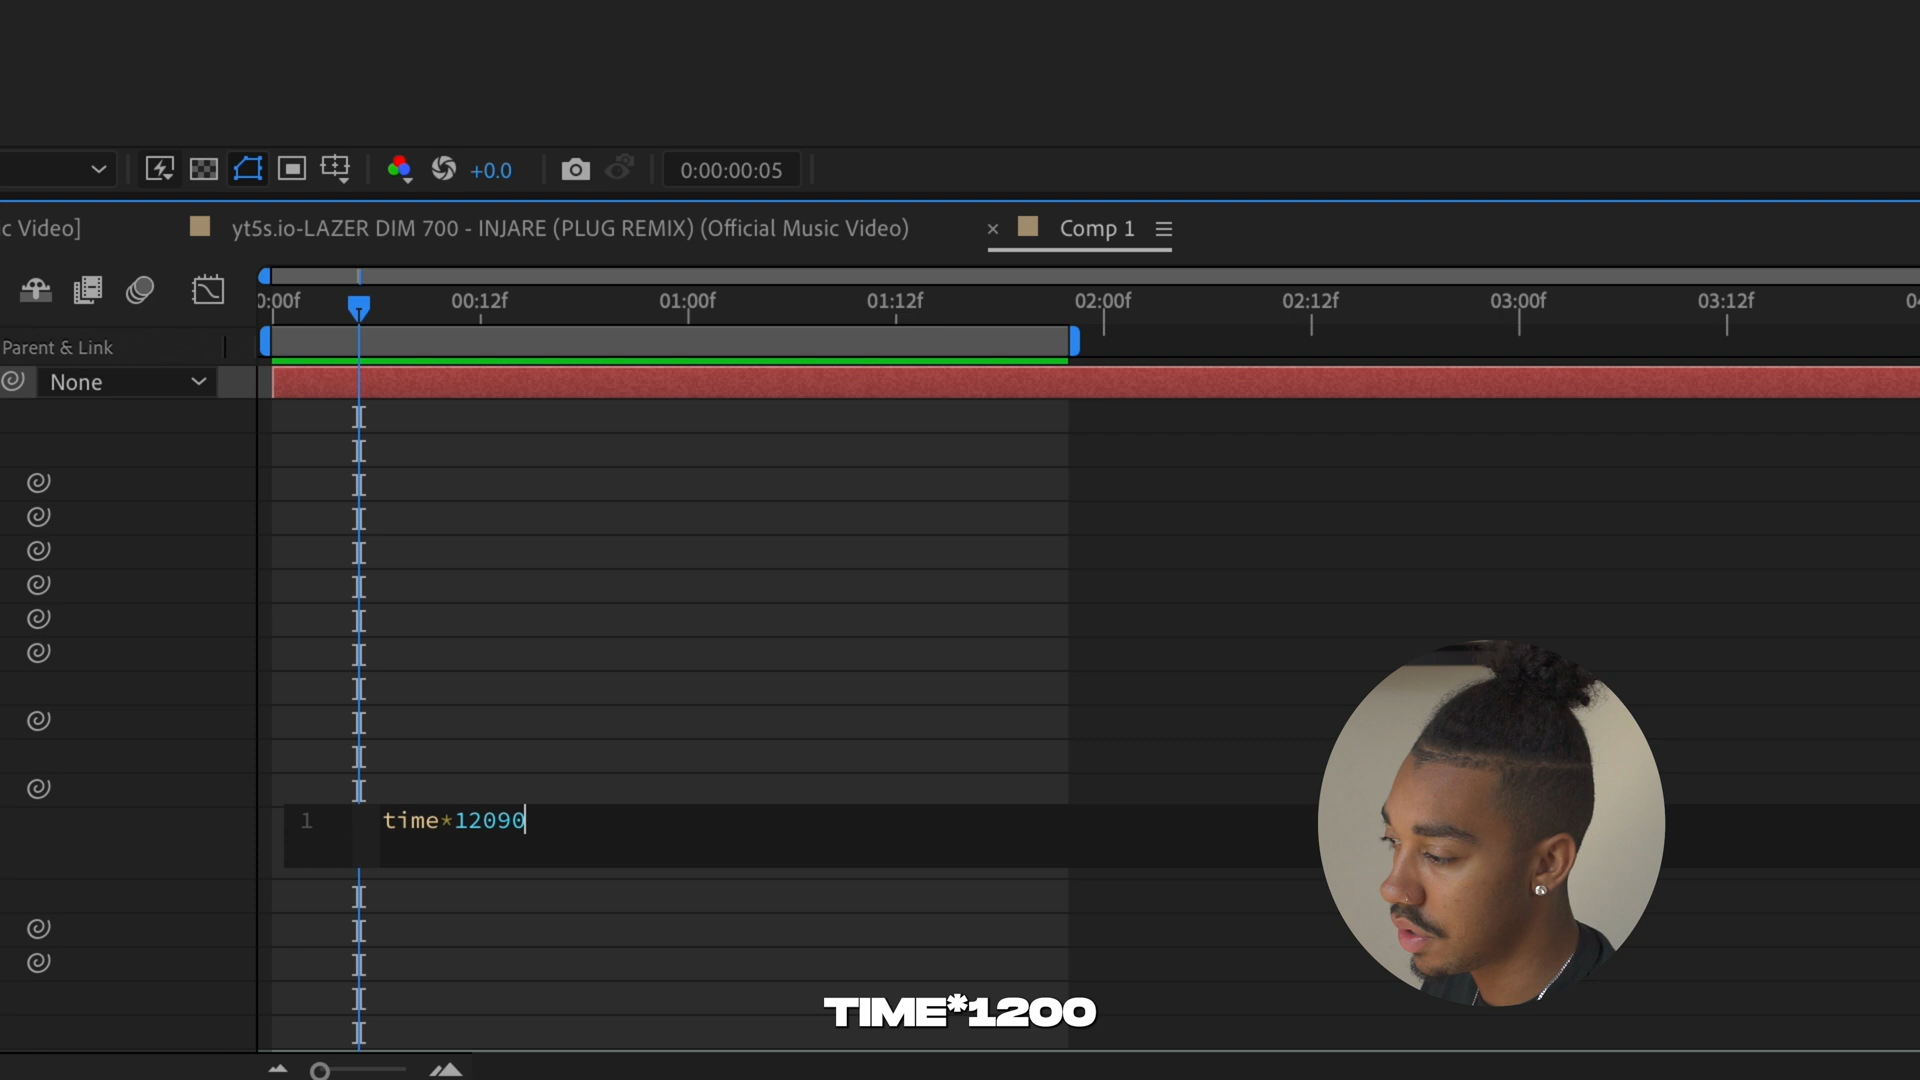 +0.0
0:00:00:05
c Video]
yt5s.io-LAZER DIM 700 - INJARE (PLUG REMIX) (Official Music Video)
× Comp 1
0:00f 00:12f 01:00f 01:12f 02:00f 02:12f 03:00f 03:12f 04
Parent & Link
None
1 time*12090
TIME*1200